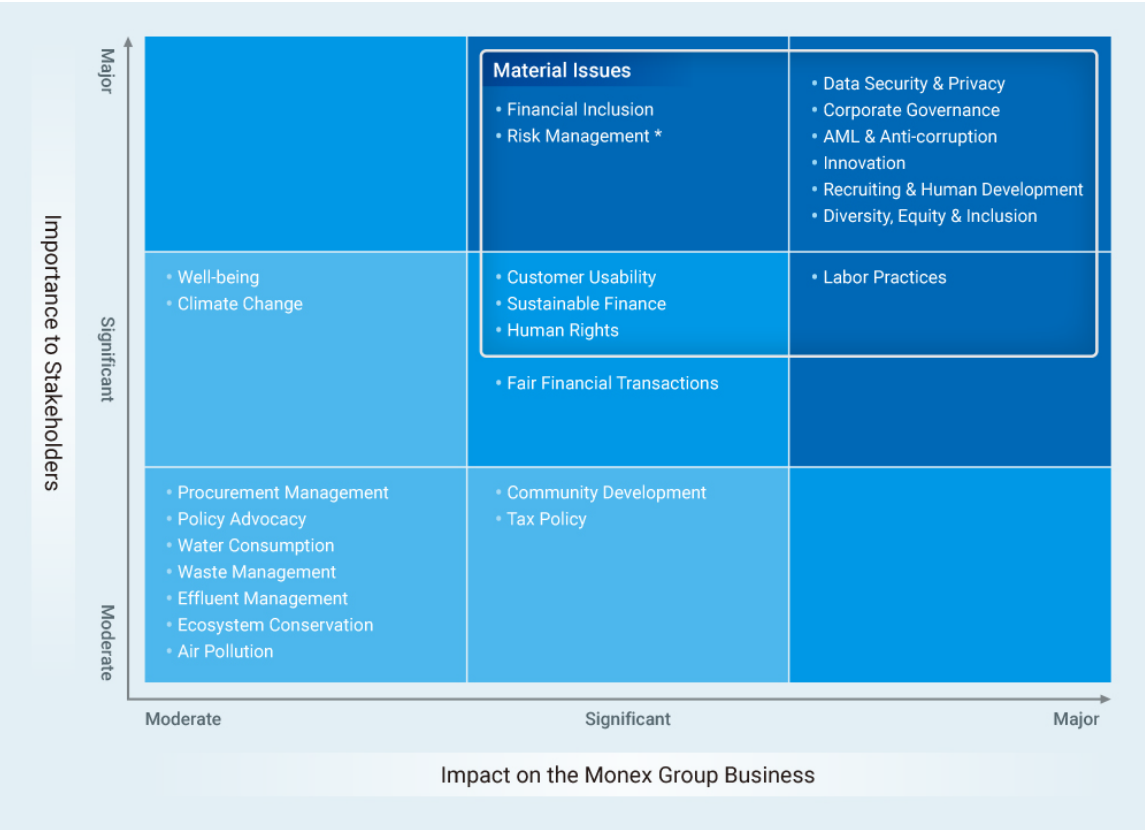 Importance to Stakeholders
Major
Significant
Moderate
Material Issues
• Financial Inclusion
• Risk Management *
• Data Security & Privacy
• Corporate Governance
• AML & Anti-corruption
• Innovation
• Recruiting & Human Development
• Diversity, Equity & Inclusion
• Well-being
• Climate Change
• Customer Usability
• Sustainable Finance
• Human Rights
• Fair Financial Transactions
• Labor Practices
• Procurement Management
• Policy Advocacy
• Water Consumption
• Waste Management
• Effluent Management
• Ecosystem Conservation
• Air Pollution
• Community Development
• Tax Policy
Moderate
Significant
Major
Impact on the Monex Group Business